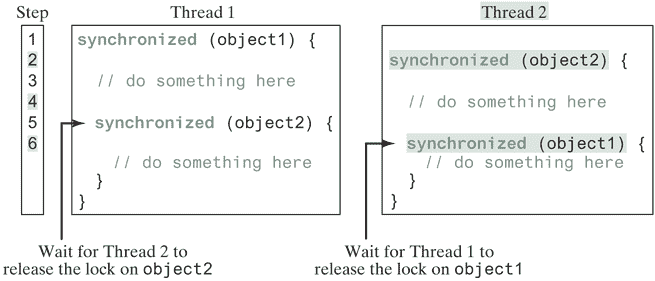 Step
1
2
3
4
5
6
Thread 1
synchronized (object1) {
// do something here
synchronized (object2) {
// do something here
}
}
Wait for Thread 2 to
release the lock on object2
Thread 2
synchronized (object2) {
// do something here
synchronized (object1) {
// do something here
}
}
Wait for Thread 1 to
release the lock on object1